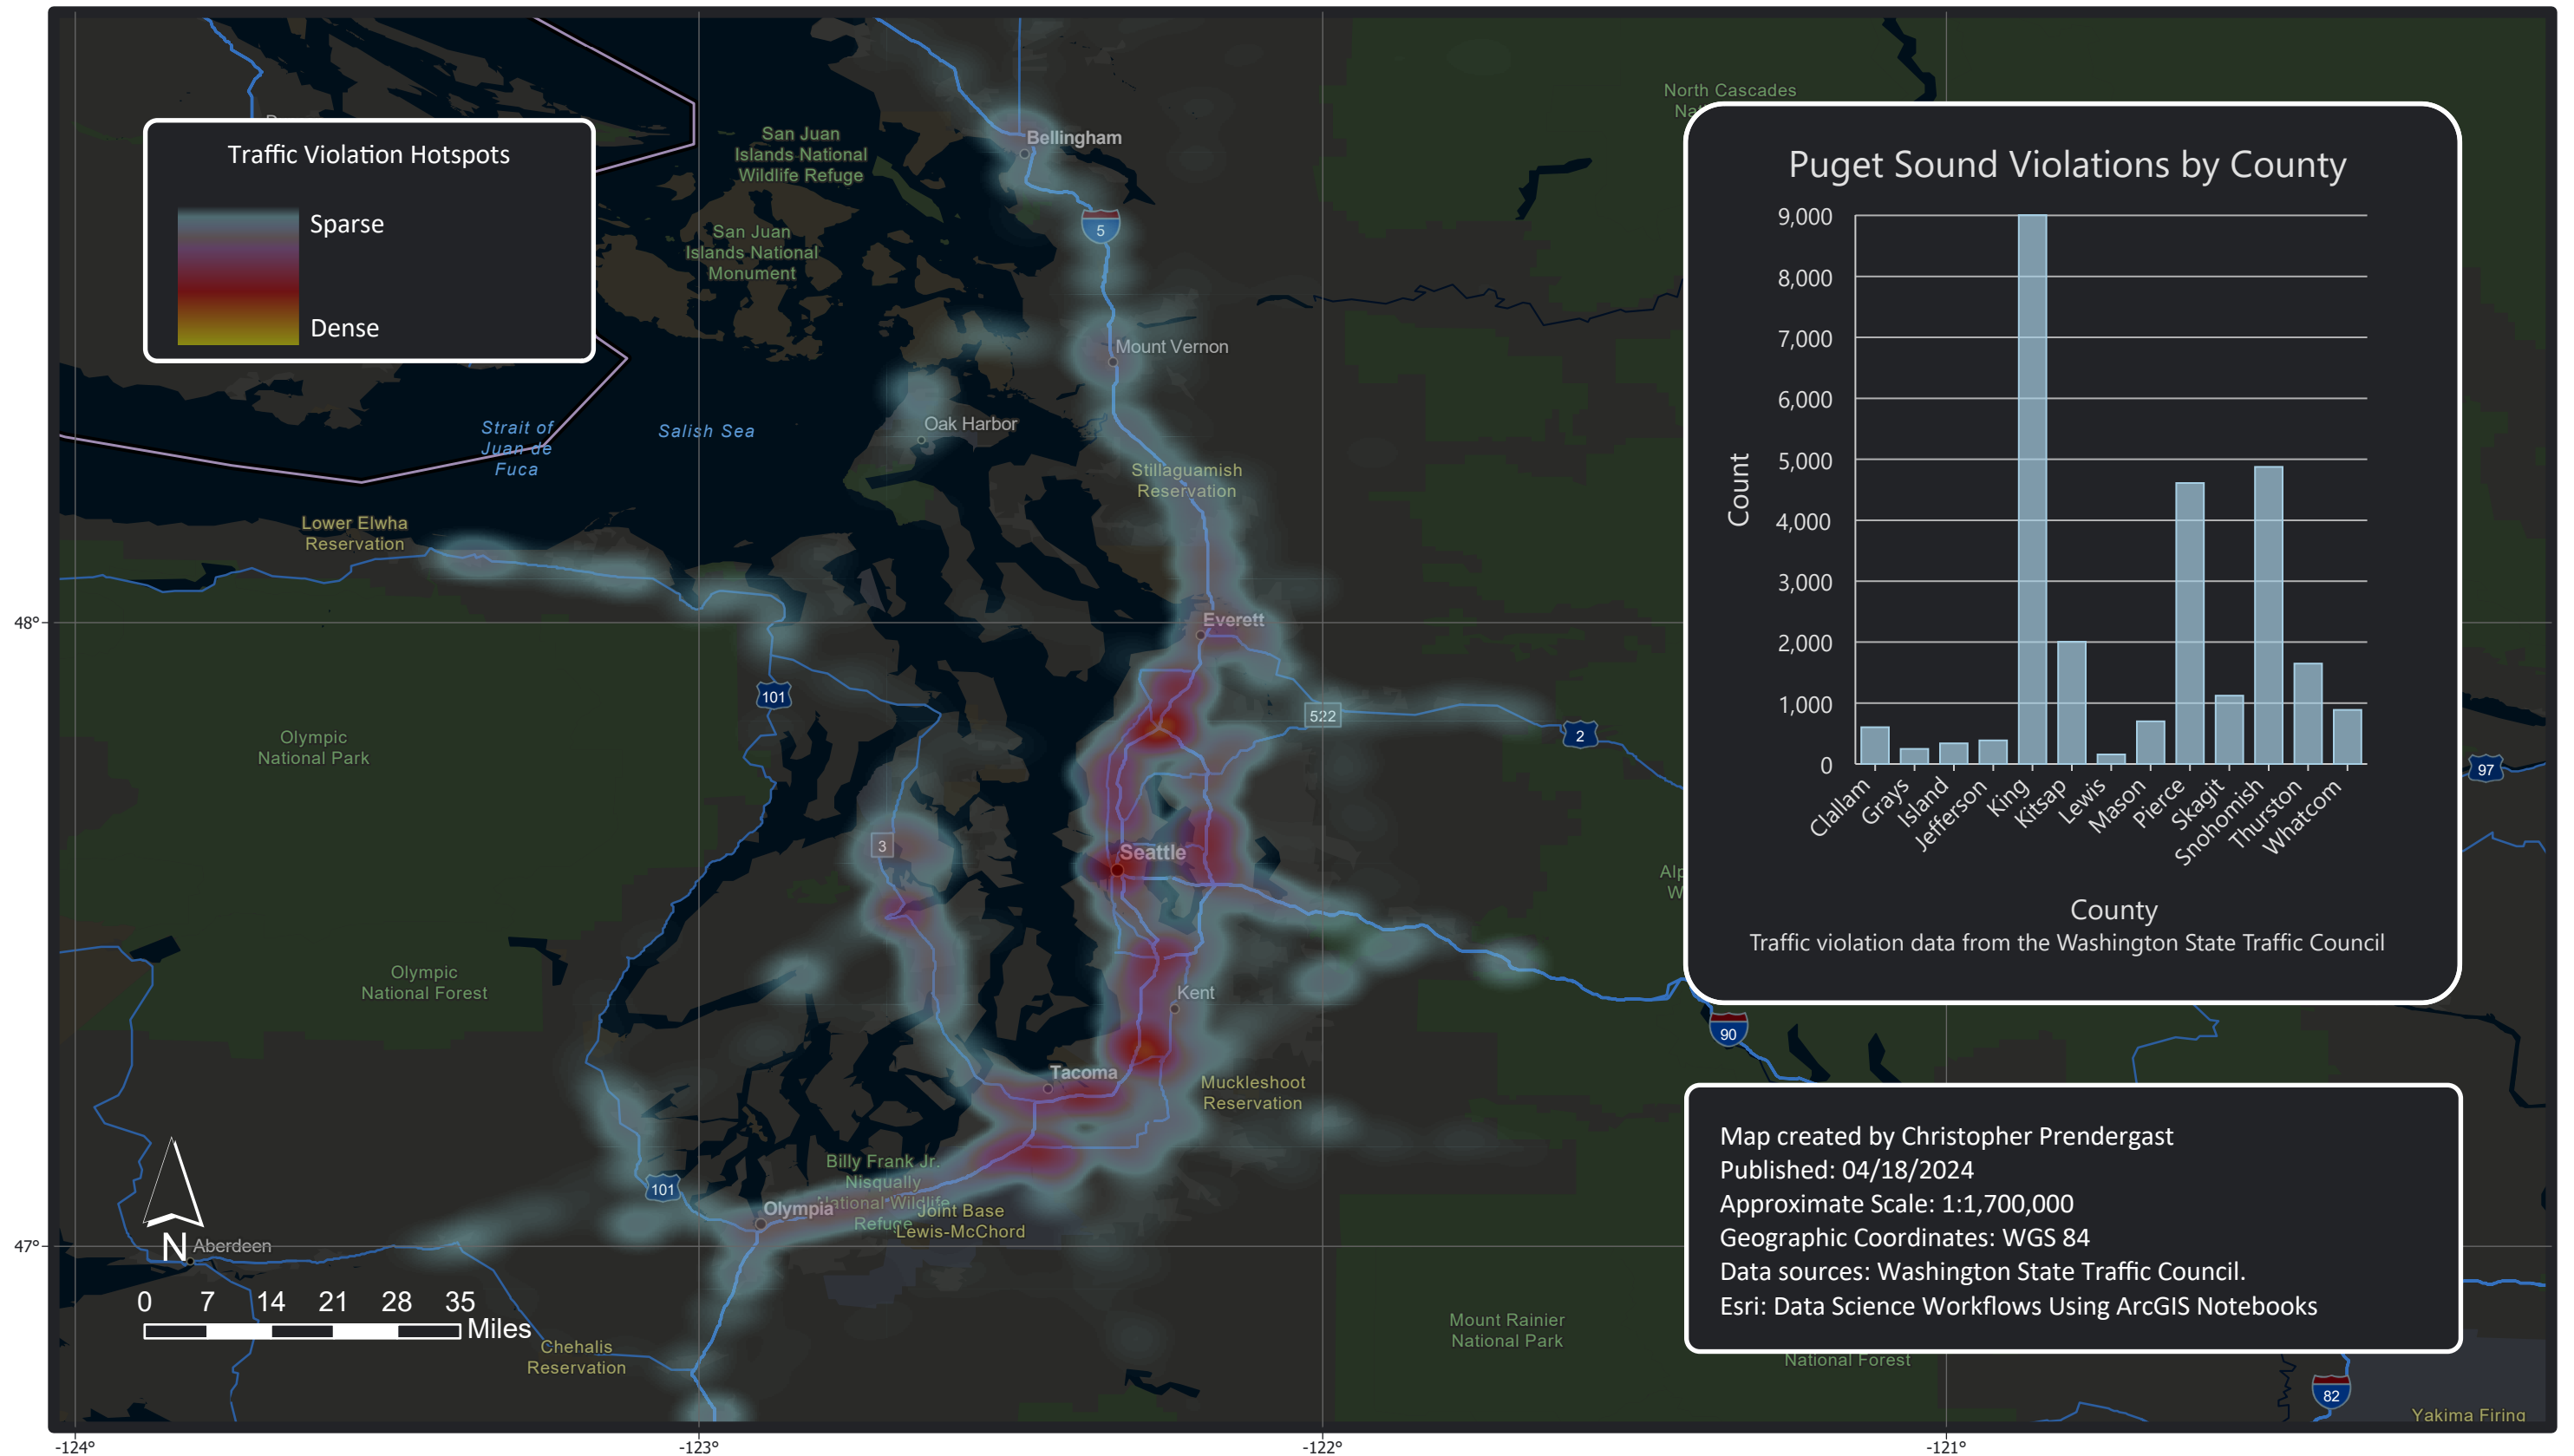 North Cascades
San Juan
Islands National
Wildlife Refuge
Bellingham
Traffic Violation Hotspots
Sparse
Dense
San Juan
Islands National
Monument
5
Mount Vernon
Oak Harbor
Strait of
Juan de
Fuca
Salish Sea
Stillaguamish
Reservation
Lower Elwha
Reservation
Everett
48°
101
522
2
97
Olympic
National Park
3
Seattle
Olympic
National Forest
Kent
90
Tacoma
Muckleshoot
Reservation
Billy Frank Jr.
Nisqually
National Wildlife
Refuge
Joint Base
Lewis-McChord
101
Olympia
47°
N
Aberdeen
0 7 14 21 28 35
Miles
Chehalis
Reservation
Mount Rainier
National Park
National Forest
82
Yakima Firing
-124° -123° -122° -121°
Puget Sound Violations by County
9,000
8,000
7,000
6,000
5,000
4,000
3,000
2,000
1,000
0
Count
Clallam
Grays
Island
Jefferson
King
Kitsap
Lewis
Mason
Pierce
Skagit
Snohomish
Thurston
Whatcom
County
Traffic violation data from the Washington State Traffic Council
Map created by Christopher Prendergast
Published: 04/18/2024
Approximate Scale: 1:1,700,000
Geographic Coordinates: WGS 84
Data sources: Washington State Traffic Council.
Esri: Data Science Workflows Using ArcGIS Notebooks